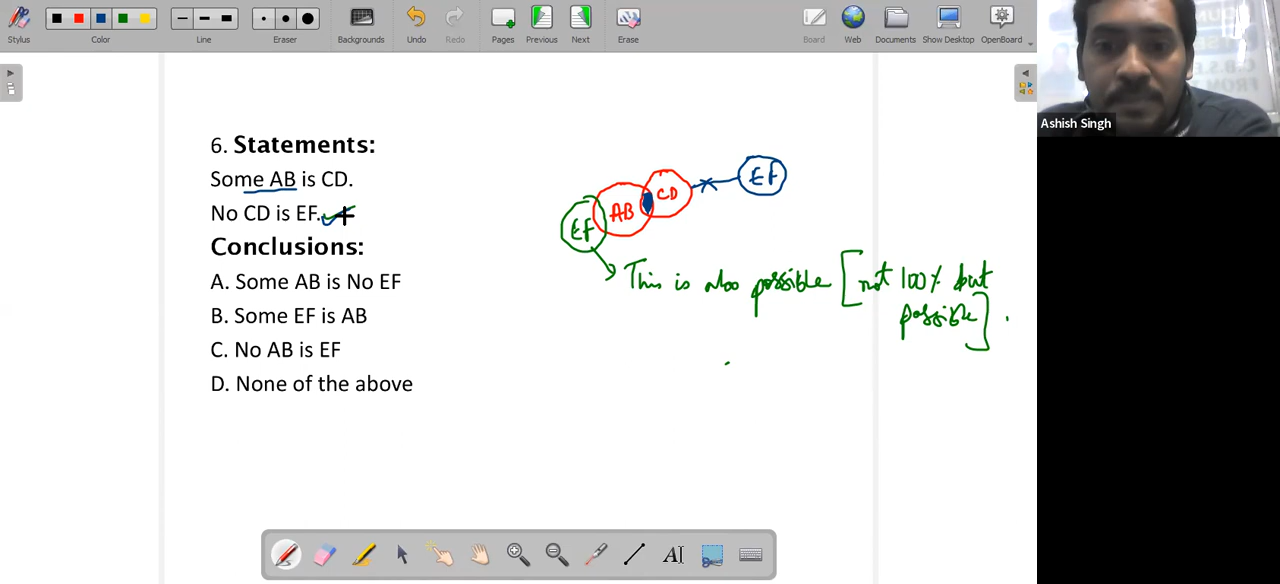 Stylus
Color
Line
Eraser
Backgrounds
Undo
Redo
Pages
Previous
Next
Erase
Board
Web
Documents
Show Desktop
OpenBoard
Ashish Singh
6. Statements:
Some AB is CD.
No CD is EF.
Conclusions:
A. Some AB is No EF
B. Some EF is AB
C. No AB is EF
D. None of the above
EF
CD
AB
EF
This is also possible [not 100% but
possible].
AI